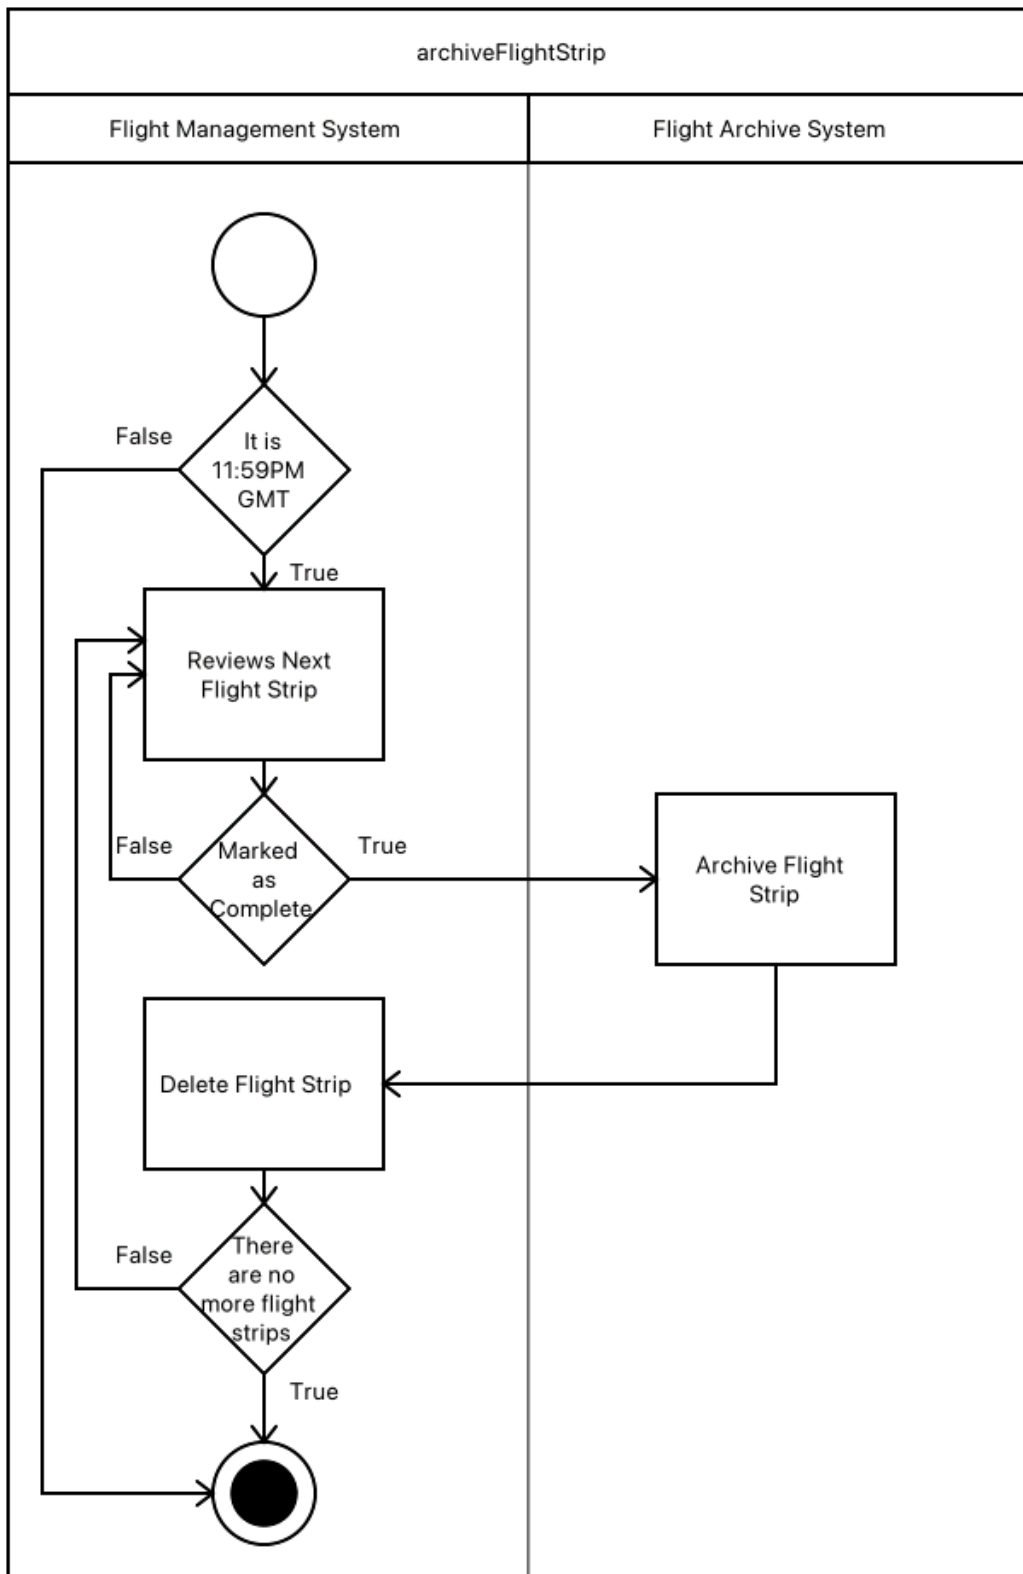 archiveFlightStrip
Flight Management System
Flight Archive System
False
It is
11:59PM
GMT
True
Reviews Next
Flight Strip
False
Marked
as
Complete
True
Archive Flight
Strip
Delete Flight Strip
False
There
are no
more flight
strips
True